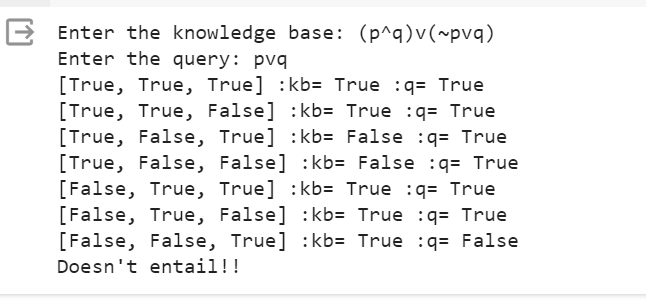 Enter the knowledge base: (p^q)v(~pvq)
Enter the query: pvq
[True, True, True] :kb= True :q= True
[True, True, False] :kb= True :q= True
[True, False, True] :kb= False :q= True
[True, False, False] :kb= False :q= True
[False, True, True] :kb= True :q= True
[False, True, False] :kb= True :q= True
[False, False, True] :kb= True :q= False
Doesn't entail!!